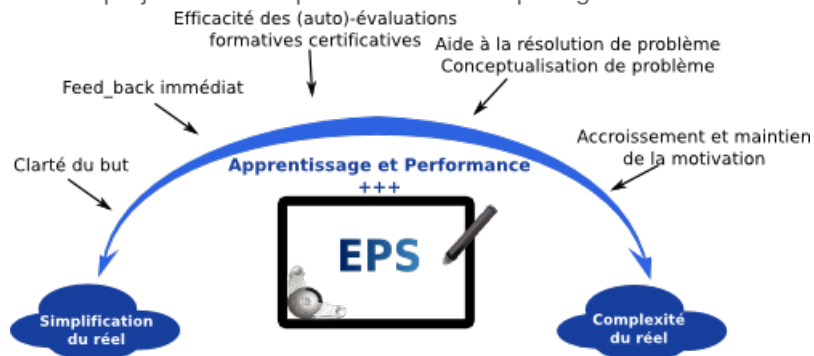 Efficacité des (auto)-évaluations
formatives certificatives
Aide à la résolution de problème
Conceptualisation de problème
Feed_back immédiat
Accroissement et maintien
de la motivation
Clarté du but
Apprentissage et Performance
+++
EPS
Simplification
du réel
Complexité
du réel